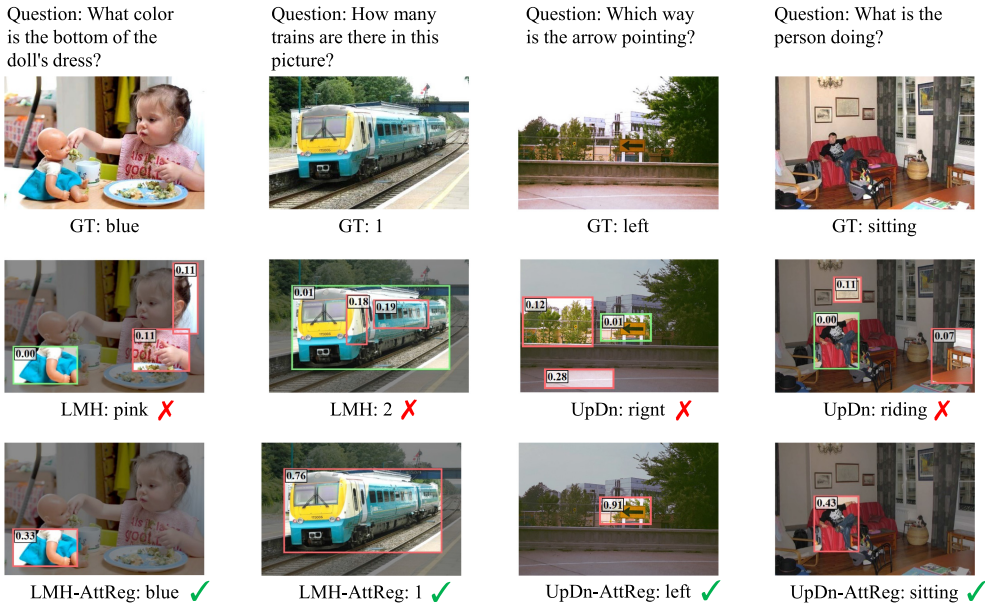 Question: What color
is the bottom of the
doll's dress?
Question: How many
trains are there in this
picture?
Question: Which way
is the arrow pointing?
Question: What is the
person doing?
GT: blue
GT: 1
GT: left
GT: sitting
0.11
0.11
0.00
0.01
0.18
0.19
0.12
0.01
0.28
0.11
0.00
0.07
LMH: pink ✗
LMH: 2 ✗
UpDn: rignt ✗
UpDn: riding ✗
0.33
0.76
0.91
0.43
LMH-AttReg: blue ✓
LMH-AttReg: 1 ✓
UpDn-AttReg: left ✓
UpDn-AttReg: sitting ✓